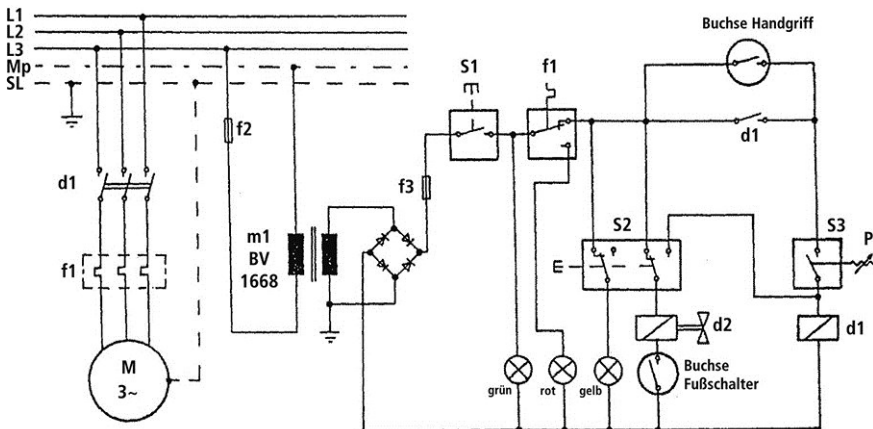 L1
L2
L3
Mp
SL
Buchse Handgriff
S1
f1
f2
d1
d1
f3
m1
BV
1668
f1
S2
S3
P
d2
d1
M
3~
grün
rot
gelb
Buchse
Fußschalter